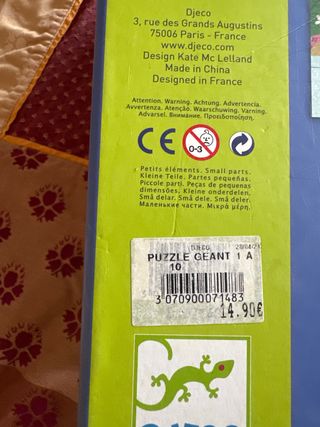 Djeco
3, rue des Grands Augustins
75006 Paris - France
www.djeco.com
Design Kate Mc Lelland
Made in China
Designed in France
Attention. Warning. Achtung. Advertencia.
Avvertenza. Atenção. Waarschuwing. Varning.
Advarsel. Внимание. Προειδοποίηση.
CE
0-3
Petits éléments. Small parts.
Kleine Teile. Partes pequeñas.
Piccole parti. Peças de pequenas
dimensões. Kleine onderdelen.
Små delar. Små dele. Små deler.
Маленькие части. Μικρά μέρη.
DJECO
PUZZLE GEANT 1 A
10
3 070900 071483
14.90€